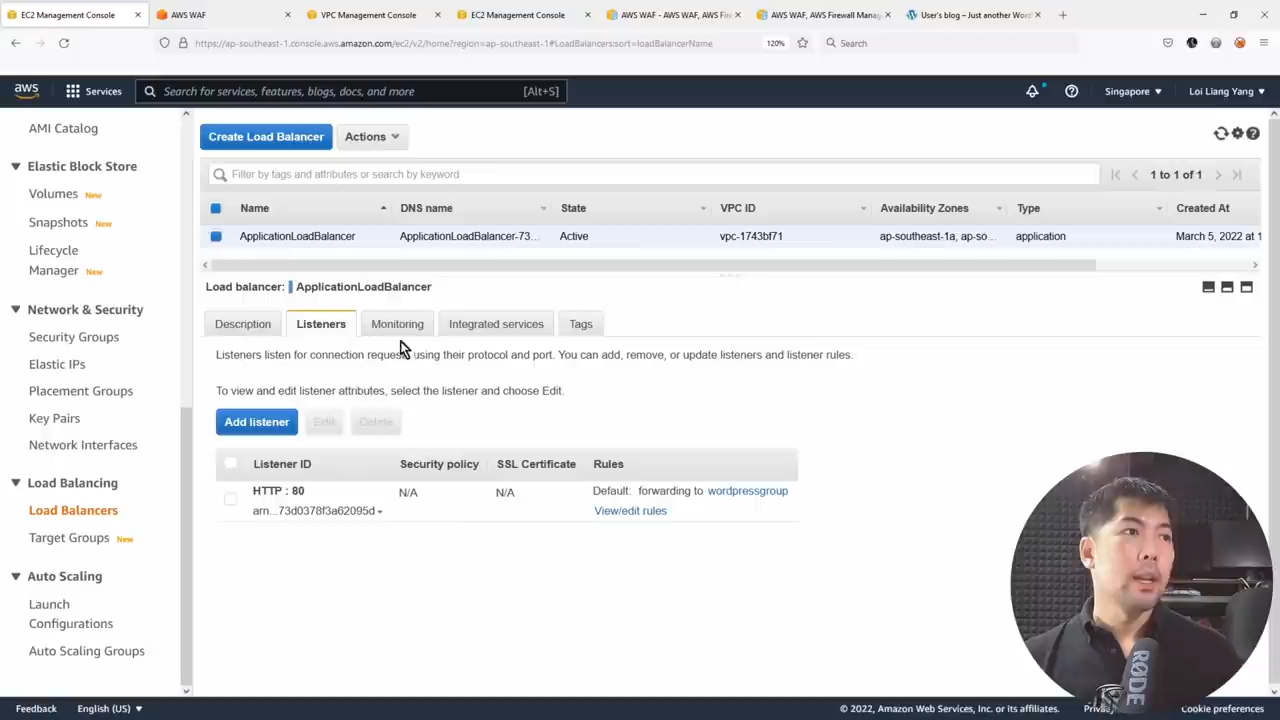 EC2 Management Console
AWS WAF
VPC Management Console
EC2 Management Console
AWS WAF - AWS WAF, AWS Fire
AWS WAF, AWS Firewall Manage
User's blog – Just another Wor
https://ap-southeast-1.console.aws.amazon.com/ec2/v2/home?region=ap-southeast-1#LoadBalancers:sort=loadBalancerName
120%
Search
aws
Services
Search for services, features, blogs, docs, and more
[Alt+S]
Singapore
Loi Liang Yang
AMI Catalog
Elastic Block Store
Volumes New
Snapshots New
Lifecycle
Manager New
Network & Security
Security Groups
Elastic IPs
Placement Groups
Key Pairs
Network Interfaces
Load Balancing
Load Balancers
Target Groups New
Auto Scaling
Launch
Configurations
Auto Scaling Groups
Create Load Balancer
Actions
Filter by tags and attributes or search by keyword
1 to 1 of 1
Name DNS name State VPC ID Availability Zones Type Created At
ApplicationLoadBalancer ApplicationLoadBalancer-73... Active vpc-1743bf71 ap-southeast-1a, ap-so... application March 5, 2022 at 1
Load balancer: ApplicationLoadBalancer
Description Listeners Monitoring Integrated services Tags
Listeners listen for connection requests using their protocol and port. You can add, remove, or update listeners and listener rules.
To view and edit listener attributes, select the listener and choose Edit.
Add listener Edit Delete
Listener ID Security policy SSL Certificate Rules
HTTP : 80 N/A N/A Default: forwarding to wordpressgroup
arn...73d0378f3a62095d View/edit rules
RØDE
Feedback English (US) © 2022, Amazon Web Services, Inc. or its affiliates. Cookie preferences